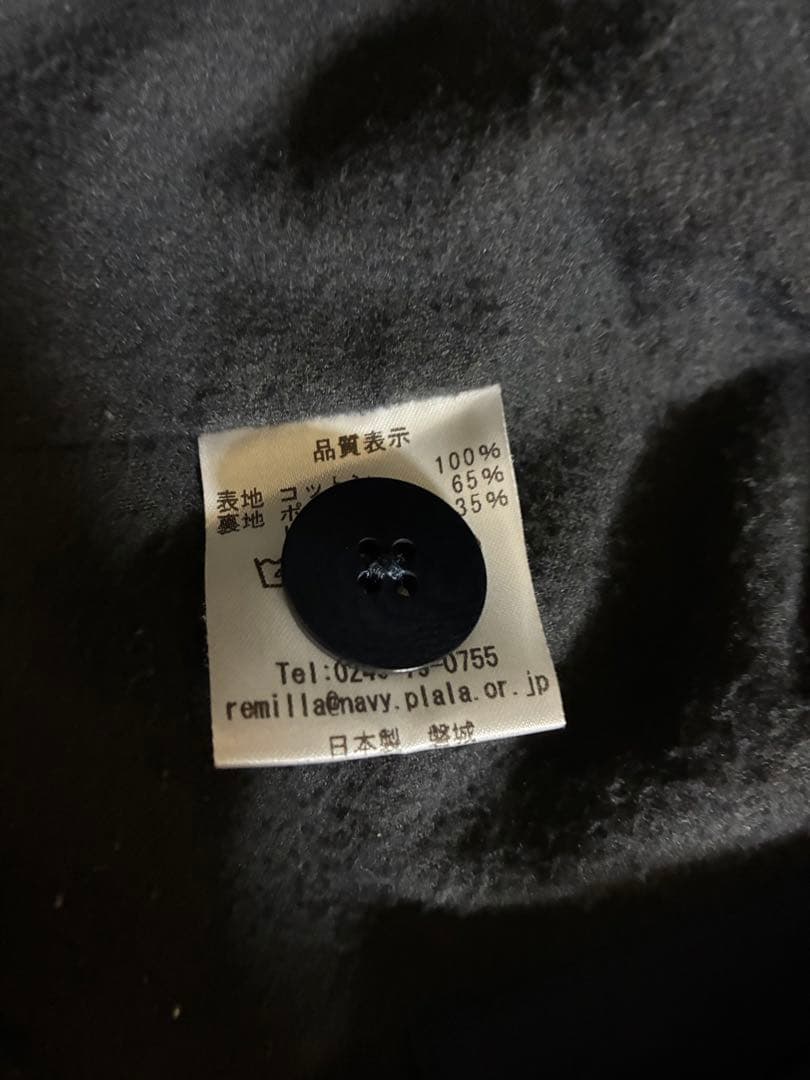 品質表示
表地 コット 100%
裏地 ポ 65%
35%
Tel: 0755
remilla@navy.plala.or.jp
日本製 磐城